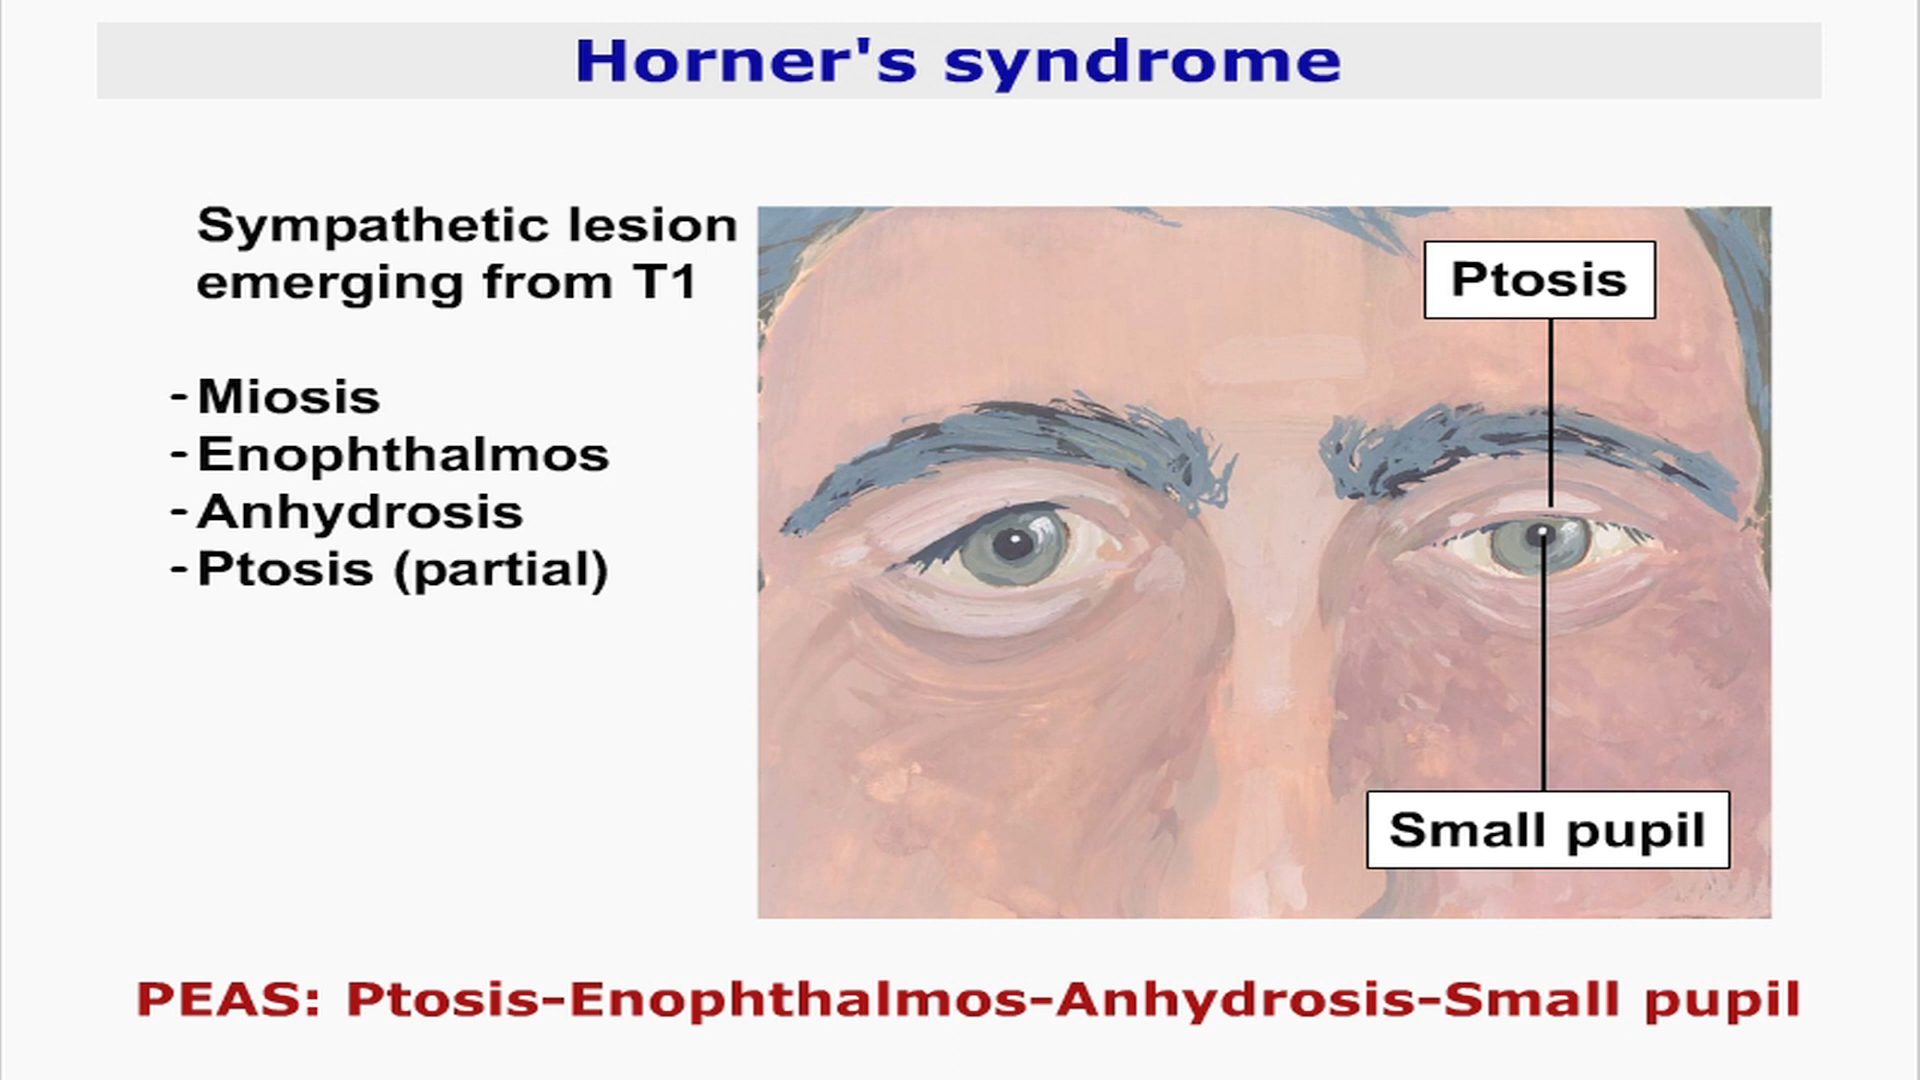 Horner's syndrome
Sympathetic lesion
emerging from T1
- Miosis
- Enophthalmos
- Anhydrosis
- Ptosis (partial)
Ptosis
Small pupil
PEAS: Ptosis-Enophthalmos-Anhydrosis-Small pupil